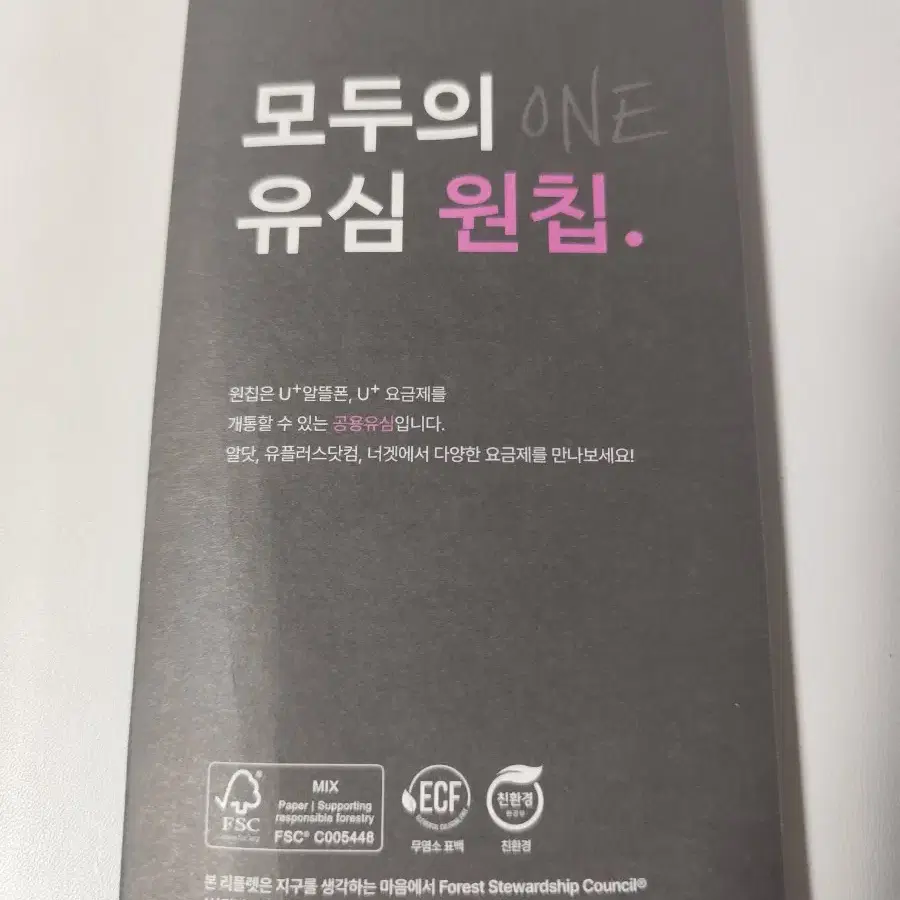 모두의 ONE
유심 원칩.
원칩은 U⁺알뜰폰, U⁺ 요금제를
개통할 수 있는 공용유심입니다.
알닷, 유플러스닷컴, 너겟에서 다양한 요금제를 만나보세요!
FSC
MIX
Paper | Supporting
responsible forestry
FSC® C005448
ECF
무염소 표백
친환경
친환경
본 리플렛은 지구를 생각하는 마음에서 Forest Stewardship Council®